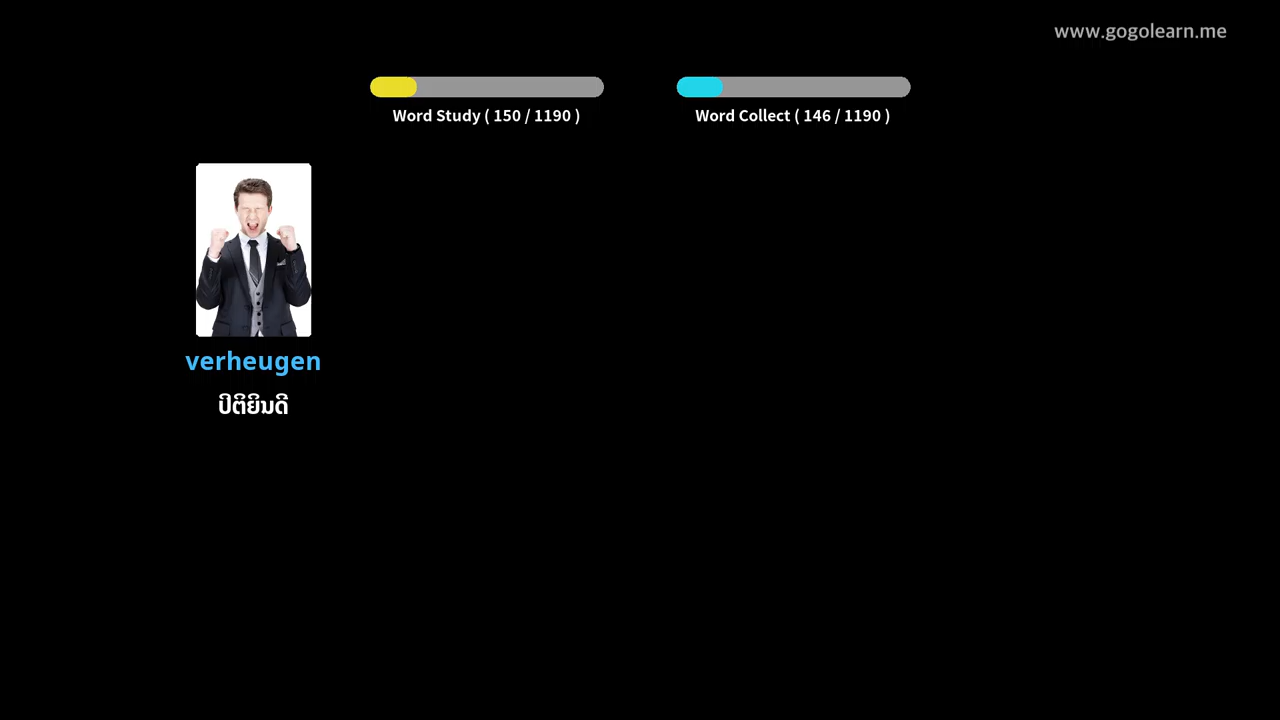 www.gogolearn.me
Word Study ( 150 / 1190 )
Word Collect ( 146 / 1190 )
verheugen
ປິຕິຍິນດີ